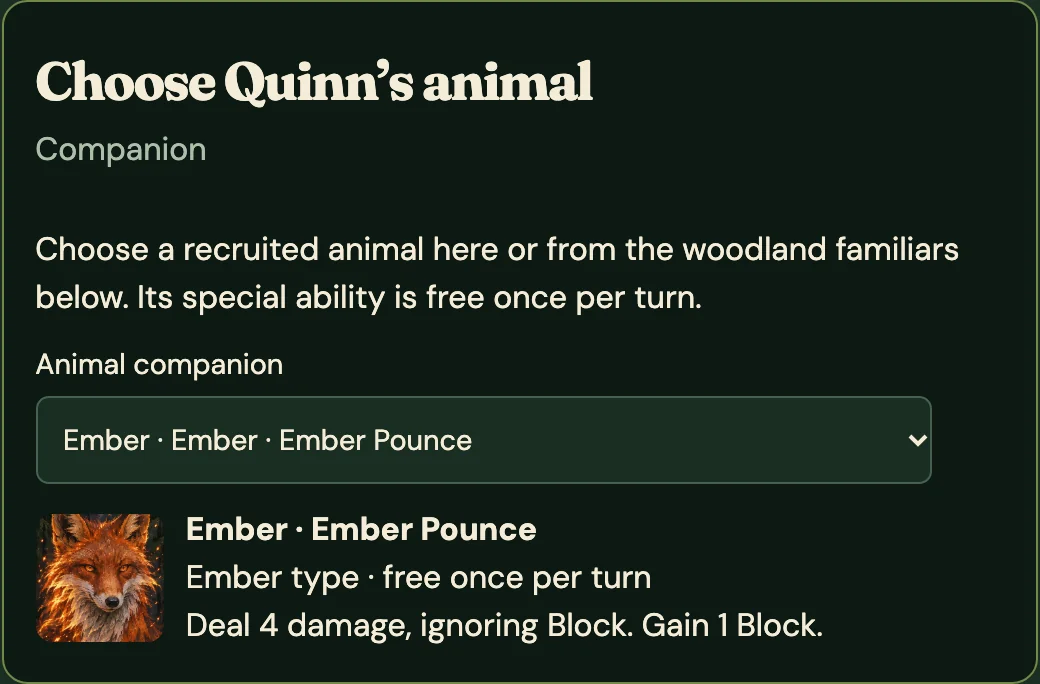 Choose Quinn’s animal
Companion
Choose a recruited animal here or from the woodland familiars
below. Its special ability is free once per turn.
Animal companion
Ember · Ember · Ember Pounce
Ember · Ember Pounce
Ember type · free once per turn
Deal 4 damage, ignoring Block. Gain 1 Block.